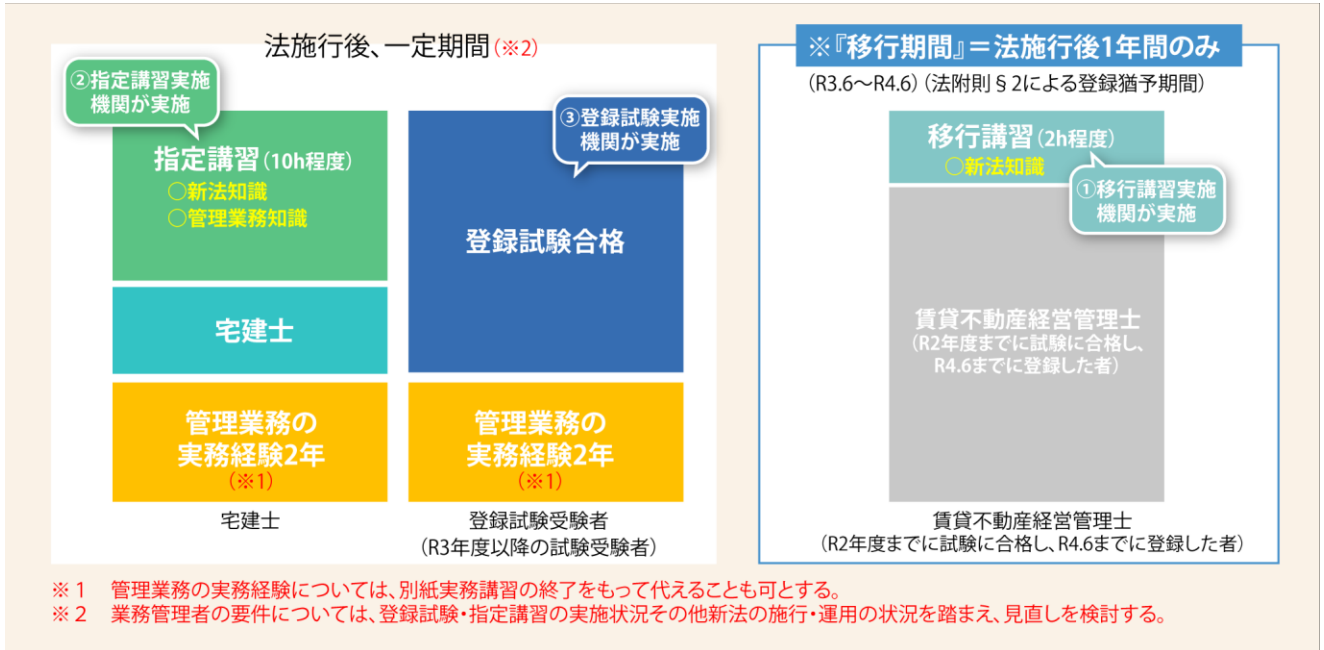 法施行後、一定期間(※2)
②指定講習実施
機関が実施
指定講習(10h程度)
○新法知識
○管理業務知識
宅建士
管理業務の
実務経験2年
(※1)
宅建士
③登録試験実施
機関が実施
登録試験合格
管理業務の
実務経験2年
(※1)
登録試験受験者
(R3年度以降の試験受験者)
※『移行期間』=法施行後1年間のみ
(R3.6~R4.6)(法附則§2による登録猶予期間)
移行講習(2h程度)
○新法知識
①移行講習実施
機関が実施
賃貸不動産経営管理士
(R2年度までに試験に合格し、
R4.6までに登録した者)
賃貸不動産経営管理士
(R2年度までに試験に合格し、R4.6までに登録した者)
※1 管理業務の実務経験については、別紙実務講習の終了をもって代えることも可とする。
※2 業務管理者の要件については、登録試験・指定講習の実施状況その他新法の施行・運用の状況を踏まえ、見直しを検討する。